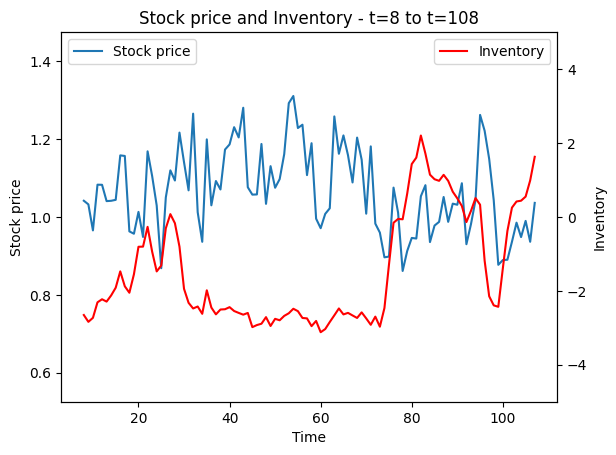 Stock price and Inventory - t=8 to t=108
Stock price
Inventory
1.4
1.2
1.0
0.8
0.6
4
2
0
−2
−4
Stock price
Inventory
20
40
60
80
100
Time